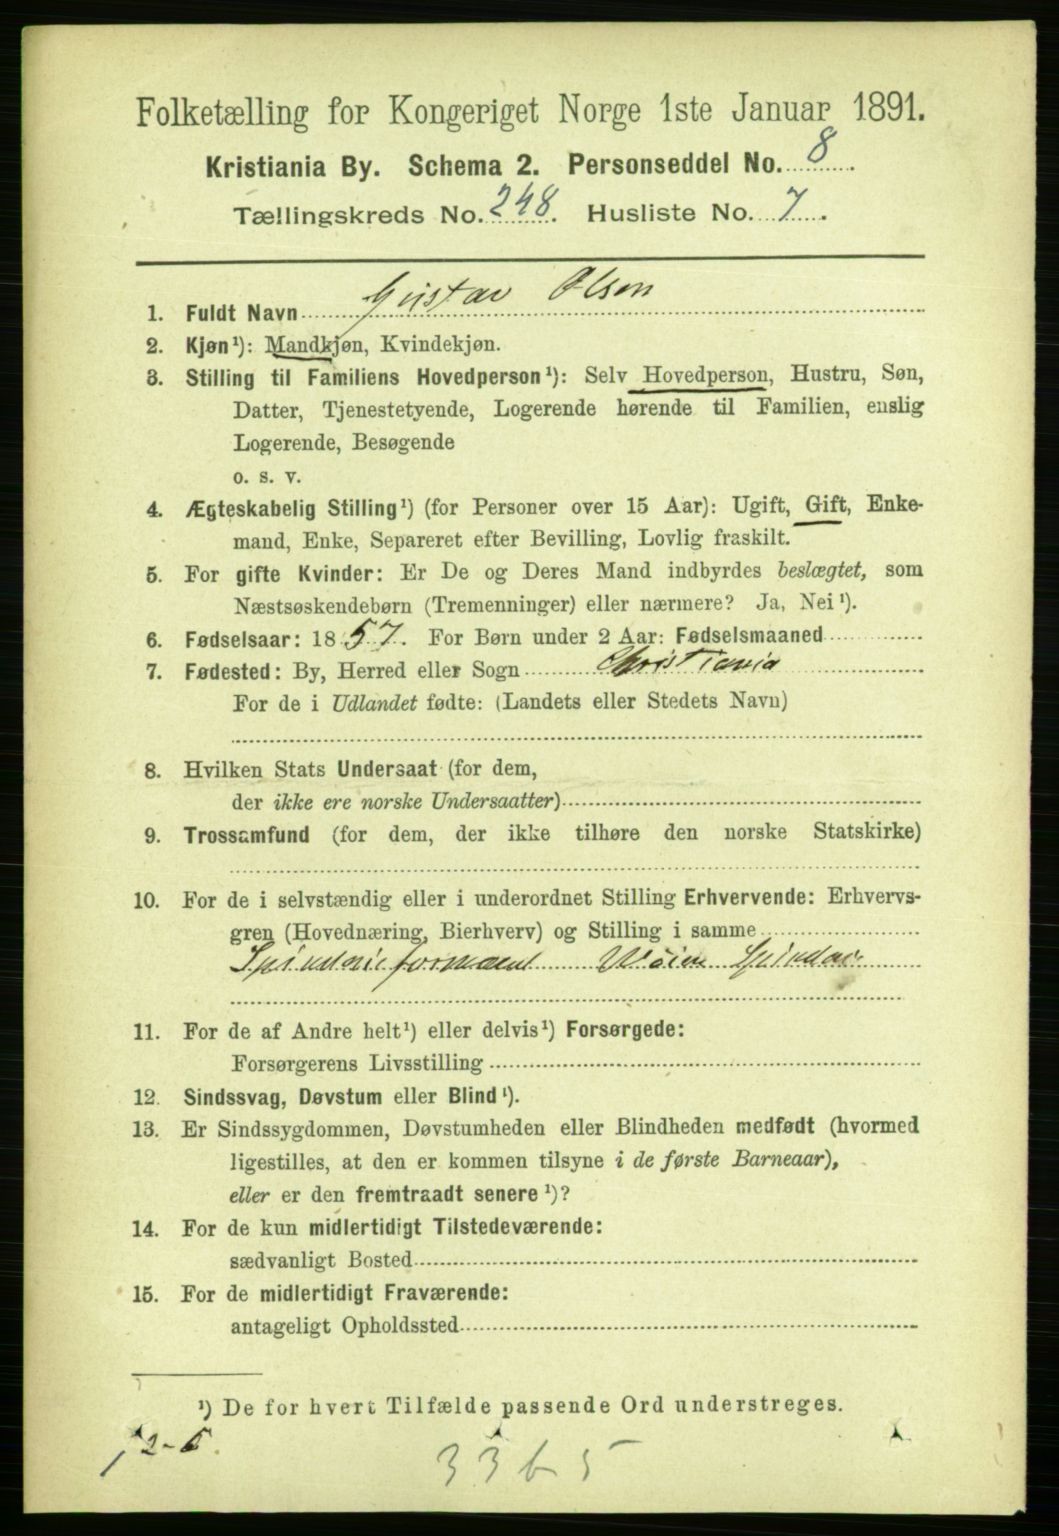 Folketælling for Kongeriget Norge 1ste Januar 1891.
Kristiania By. Schema 2. Personseddel No. 8.
Tællingskreds No. 248. Husliste No. 7.
1. Fuldt Navn Gustav Olsen
2. Kjøn¹): Mandkjøn, Kvindekjøn.
3. Stilling til Familiens Hovedperson¹): Selv Hovedperson, Hustru, Søn,
Datter, Tjenestetyende, Logerende hørende til Familien, enslig
Logerende, Besøgende
o. s. v.
4. Ægteskabelig Stilling¹) (for Personer over 15 Aar): Ugift, Gift, Enke-
mand, Enke, Separeret efter Bevilling, Lovlig fraskilt.
5. For gifte Kvinder: Er De og Deres Mand indbyrdes beslægtet, som
Næstsøskendebørn (Tremenninger) eller nærmere? Ja, Nei¹).
6. Fødselsaar: 1857. For Børn under 2 Aar: Fødselsmaaned
7. Fødested: By, Herred eller Sogn Christiania
For de i Udlandet fødte: (Landets eller Stedets Navn)
8. Hvilken Stats Undersaat (for dem,
der ikke ere norske Undersaatter)
9. Trossamfund (for dem, der ikke tilhøre den norske Statskirke)
10. For de i selvstændig eller i underordnet Stilling Erhvervende: Erhvervs-
gren (Hovednæring, Bierhverv) og Stilling i samme
Spinderieformand Wöien Spinderi
11. For de af Andre helt¹) eller delvis¹) Forsørgede:
Forsørgerens Livsstilling
12. Sindssvag, Døvstum eller Blind¹).
13. Er Sindssygdommen, Døvstumheden eller Blindheden medfødt (hvormed
ligestilles, at den er kommen tilsyne i de første Barneaar),
eller er den fremtraadt senere¹)?
14. For de kun midlertidigt Tilstedeværende:
sædvanligt Bosted
15. For de midlertidigt Fraværende:
antageligt Opholdssted
¹) De for hvert Tilfælde passende Ord understreges.
3365